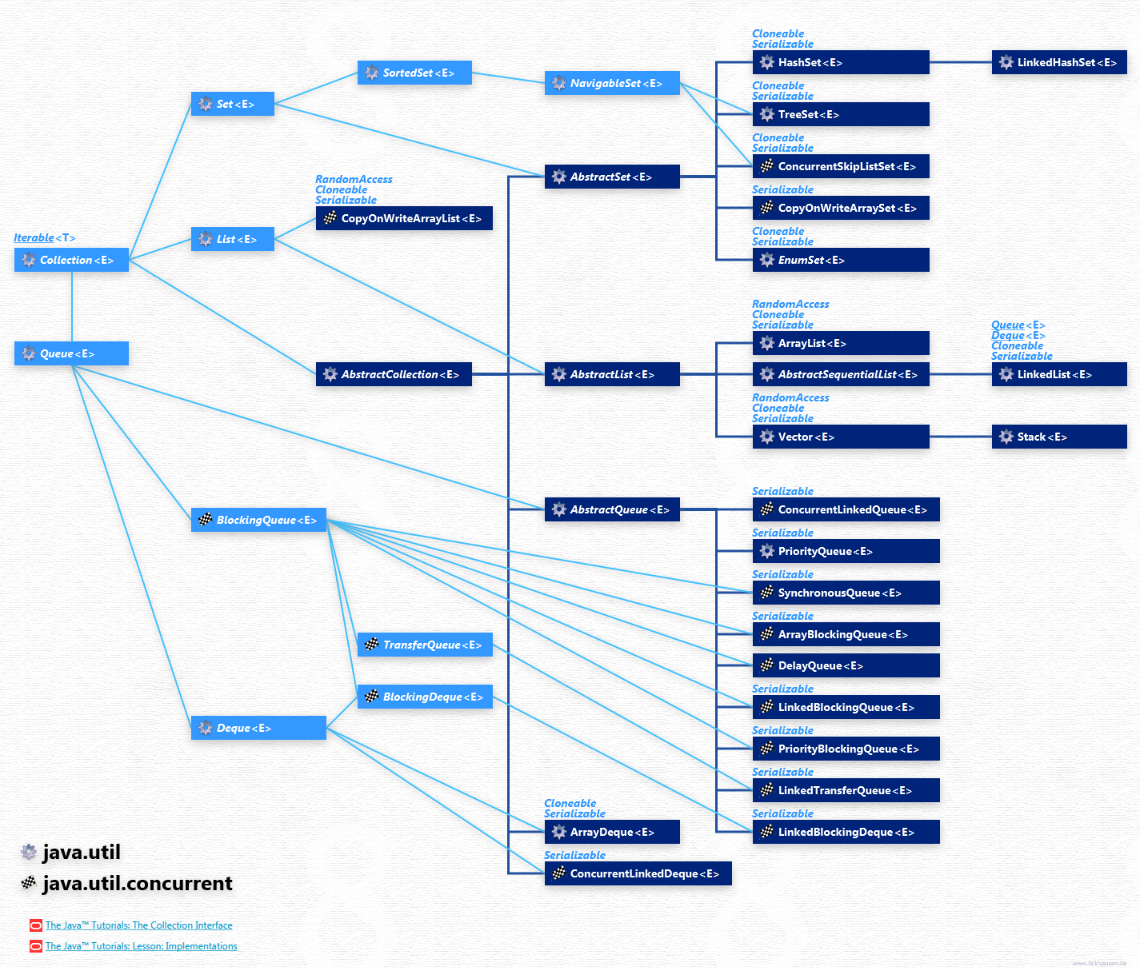 Cloneable
Serializable
HashSet<E>
LinkedHashSet<E>
SortedSet<E>
NavigableSet<E>
Cloneable
Serializable
TreeSet<E>
Set<E>
Cloneable
Serializable
ConcurrentSkipListSet<E>
AbstractSet<E>
RandomAccess
Cloneable
Serializable
CopyOnWriteArrayList<E>
Serializable
CopyOnWriteArraySet<E>
Iterable<T>
Collection<E>
List<E>
Cloneable
Serializable
EnumSet<E>
RandomAccess
Cloneable
Serializable
ArrayList<E>
Queue<E>
Queue<E>
Deque<E>
Cloneable
Serializable
AbstractCollection<E>
AbstractList<E>
AbstractSequentialList<E>
LinkedList<E>
RandomAccess
Cloneable
Serializable
Vector<E>
Stack<E>
BlockingQueue<E>
AbstractQueue<E>
Serializable
ConcurrentLinkedQueue<E>
Serializable
PriorityQueue<E>
Serializable
SynchronousQueue<E>
Serializable
ArrayBlockingQueue<E>
TransferQueue<E>
DelayQueue<E>
BlockingDeque<E>
Serializable
LinkedBlockingQueue<E>
Deque<E>
Serializable
PriorityBlockingQueue<E>
Serializable
LinkedTransferQueue<E>
Cloneable
Serializable
ArrayDeque<E>
Serializable
LinkedBlockingDeque<E>
Serializable
ConcurrentLinkedDeque<E>
java.util
java.util.concurrent
The Java™ Tutorials: The Collection Interface
The Java™ Tutorials: Lesson: Implementations